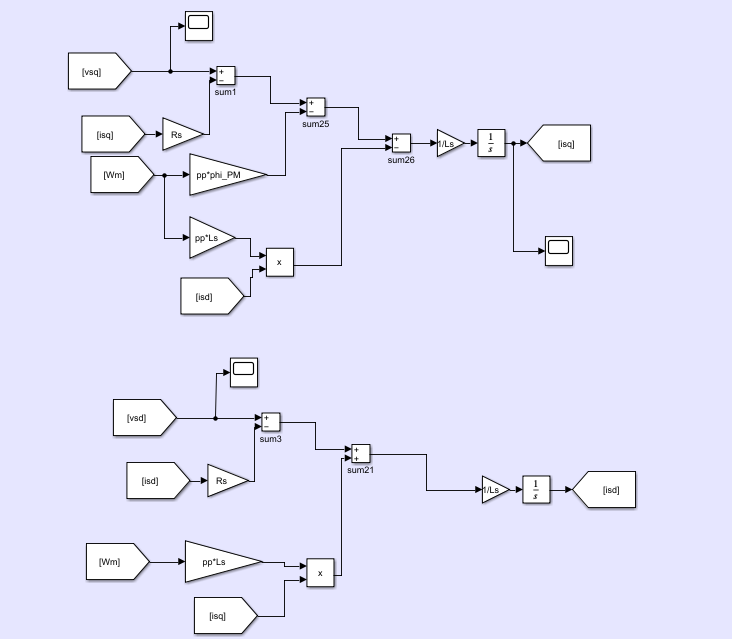 [vsq]
+
−
sum1
[isq]
Rs
+
−
sum25
[Wm]
pp*phi_PM
+
−
sum26
1/Ls
1
s
[isq]
pp*Ls
x
[isd]
[vsd]
+
−
sum3
[isd]
Rs
+
+
sum21
1/Ls
1
s
[isd]
[Wm]
pp*Ls
x
[isq]